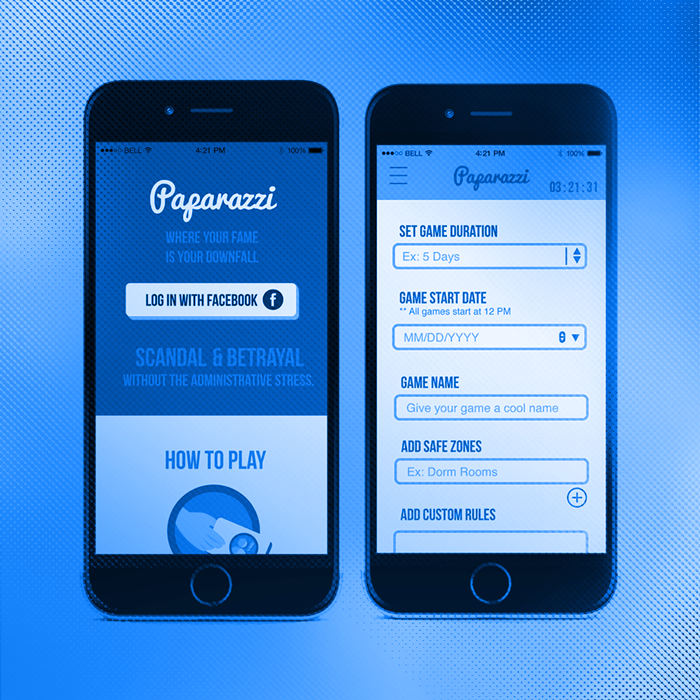 BELL 4:21 PM 100%
Paparazzi
WHERE YOUR FAME
IS YOUR DOWNFALL
LOG IN WITH FACEBOOK f
SCANDAL & BETRAYAL
WITHOUT THE ADMINISTRATIVE STRESS.
HOW TO PLAY
BELL 4:21 PM 100%
Paparazzi
03:21:31
SET GAME DURATION
Ex: 5 Days
GAME START DATE
** All games start at 12 PM
MM/DD/YYYY
GAME NAME
Give your game a cool name
ADD SAFE ZONES
Ex: Dorm Rooms
ADD CUSTOM RULES